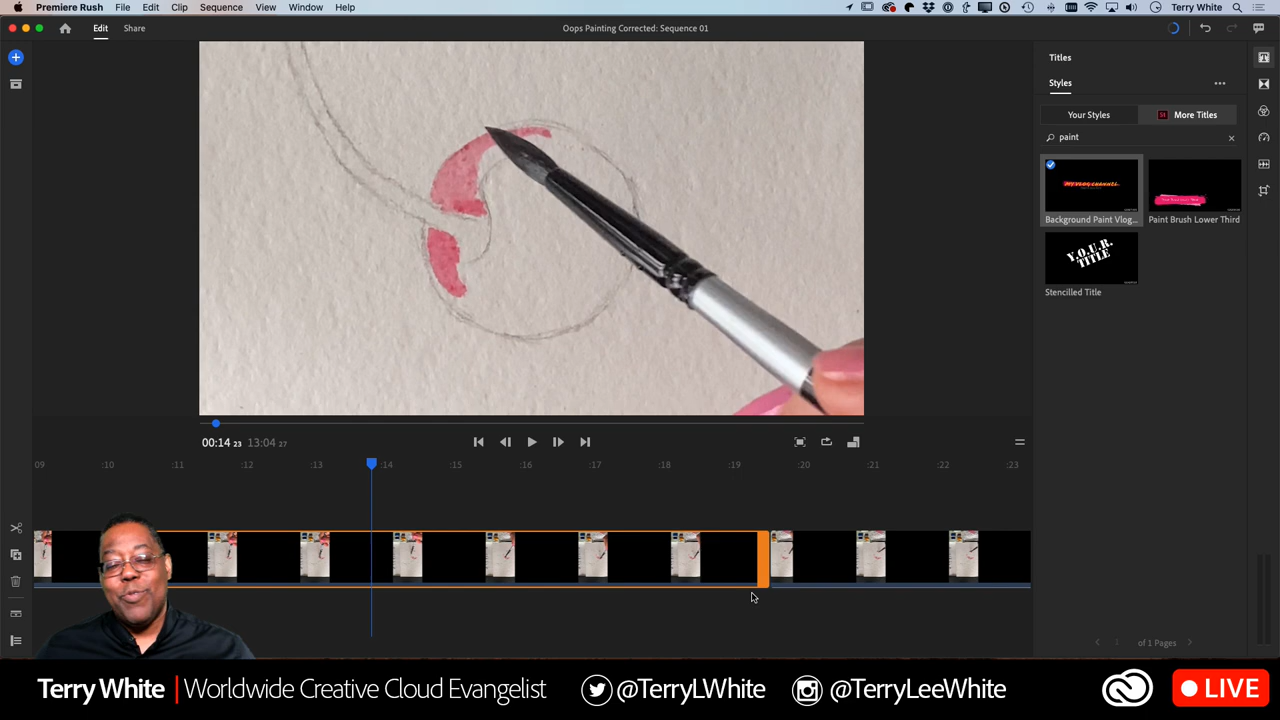 Premiere Rush File Edit Clip Sequence View Window Help Terry White
Edit Share Oops Painting Corrected: Sequence 01
Titles
Styles
Your Styles St More Titles
paint
Background Paint Vlog... Paint Brush Lower Third
Y.O.U.R.
TITLE
Stencilled Title
00:14 23 13:04 27
:09 :10 :11 :12 :13 :14 :15 :16 :17 :18 :19 :20 :21 :22 :23
of 1 Pages
Terry White | Worldwide Creative Cloud Evangelist @TerryLWhite @TerryLeeWhite LIVE